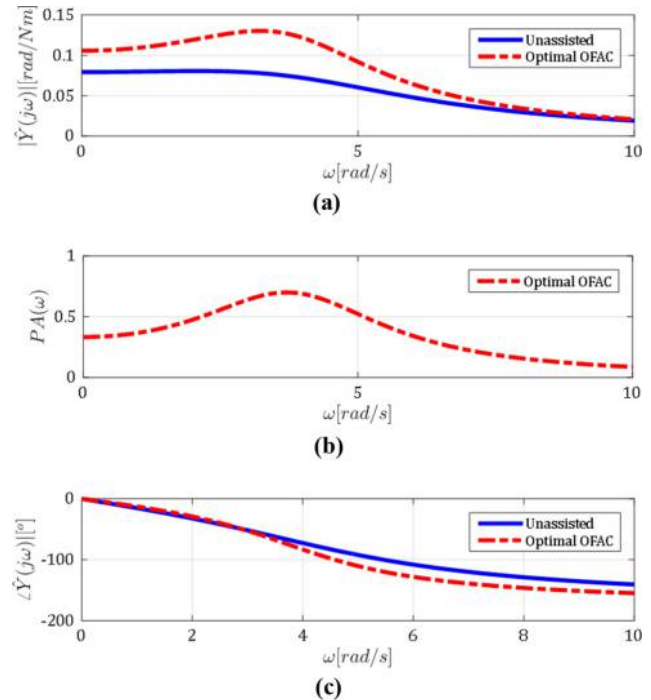 0.15
0.1
0.05
0
|Ŷ(jω)|[rad/Nm]
Unassisted
Optimal OFAC
0 5 10
ω[rad/s]
(a)
1
0.5
0
PA(ω)
Optimal OFAC
0 5 10
ω[rad/s]
(b)
0
-100
-200
∠Ŷ(jω)|[°]
Unassisted
Optimal OFAC
0 2 4 6 8 10
ω[rad/s]
(c)